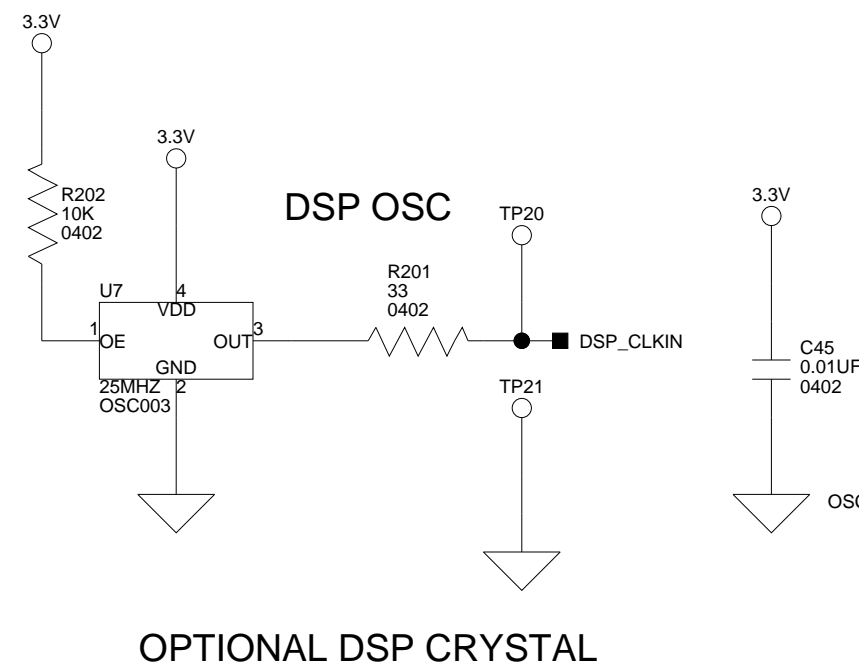 3.3V
R202
10K
0402
3.3V
DSP OSC
TP20
3.3V
U7
4
VDD
1
OE
OUT
3
GND
2
25MHZ
OSC003
R201
33
0402
DSP_CLKIN
TP21
C45
0.01UF
0402
OPTIONAL DSP CRYSTAL